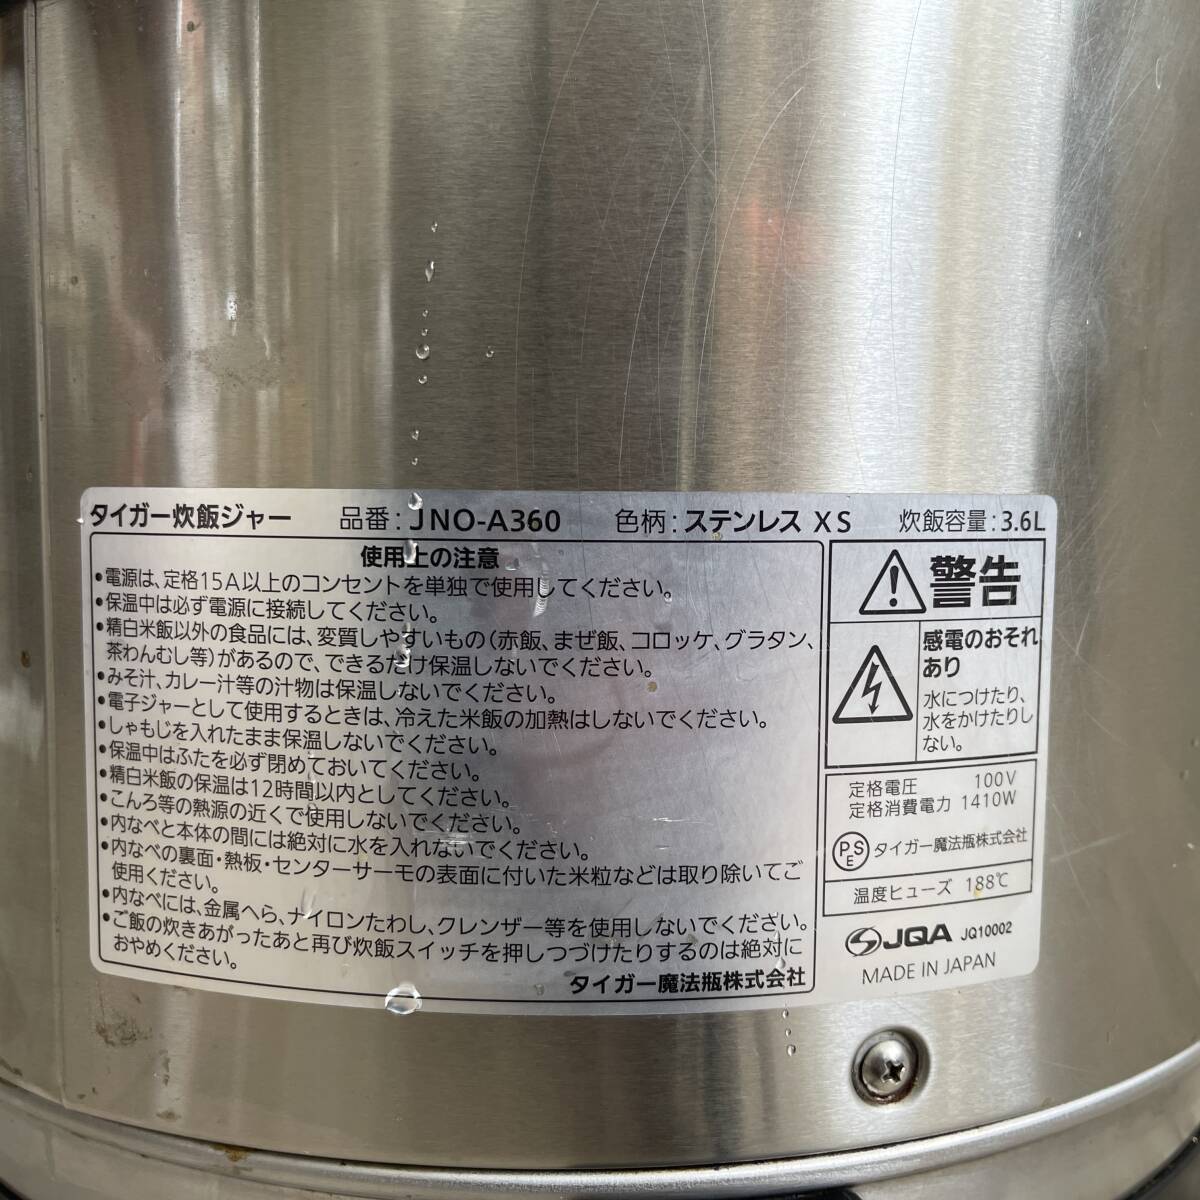 タイガー炊飯ジャー 品番:JNO-A360 色柄:ステンレス XS 炊飯容量:3.6L
使用上の注意
•電源は、定格15A以上のコンセントを単独で使用してください。
•保温中は必ず電源に接続してください。
•精白米飯以外の食品には、変質しやすいもの(赤飯、まぜ飯、コロッケ、グラタン、
茶わんむし等)があるので、できるだけ保温しないでください。
•みそ汁、カレー汁等の汁物は保温しないでください。
•電子ジャーとして使用するときは、冷えた米飯の加熱はしないでください。
•しゃもじを入れたまま保温しないでください。
•保温中はふたを必ず閉めておいてください。
•精白米飯の保温は12時間以内としてください。
•こんろ等の熱源の近くで使用しないでください。
•内なべと本体の間には絶対に水を入れないでください。
•内なべの裏面・熱板・センターサーモの表面に付いた米粒などは取り除いてご
使用ください。
•内なべには、金属へら、ナイロンたわし、クレンザー等を使用しないでください。
•ご飯の炊きあがったあと再び炊飯スイッチを押しつづけたりするのは絶対に
おやめください。
タイガー魔法瓶株式会社
警告
感電のおそれ
あり
水につけたり、
水をかけたりし
ない。
定格電圧 100V
定格消費電力 1410W
PSE タイガー魔法瓶株式会社
温度ヒューズ 188℃
JQA JQ10002
MADE IN JAPAN